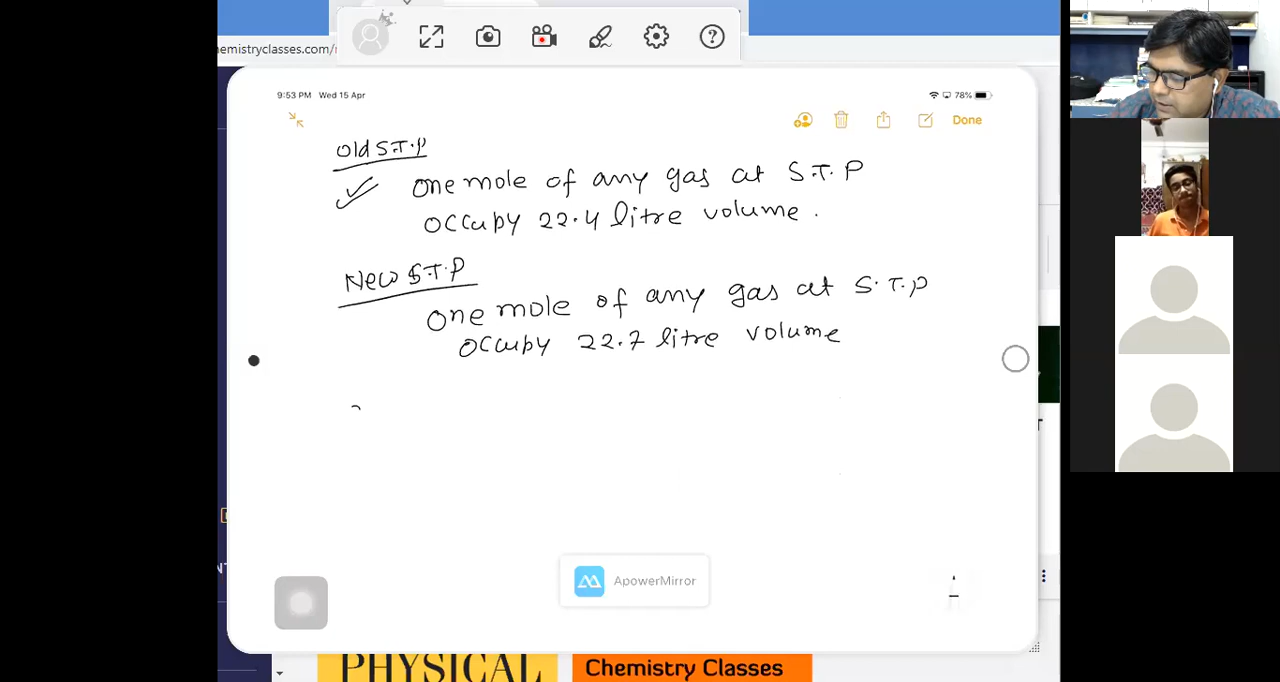 emistryclasses.com/
9:53 PM Wed 15 Apr
78%
Done
Old S.T.P
One mole of any gas at S.T.P
occupy 22.4 litre volume.
New S.T.P
One mole of any gas at S.T.P
occupy 22.7 litre volume
ApowerMirror
PHYSICAL
Chemistry Classes